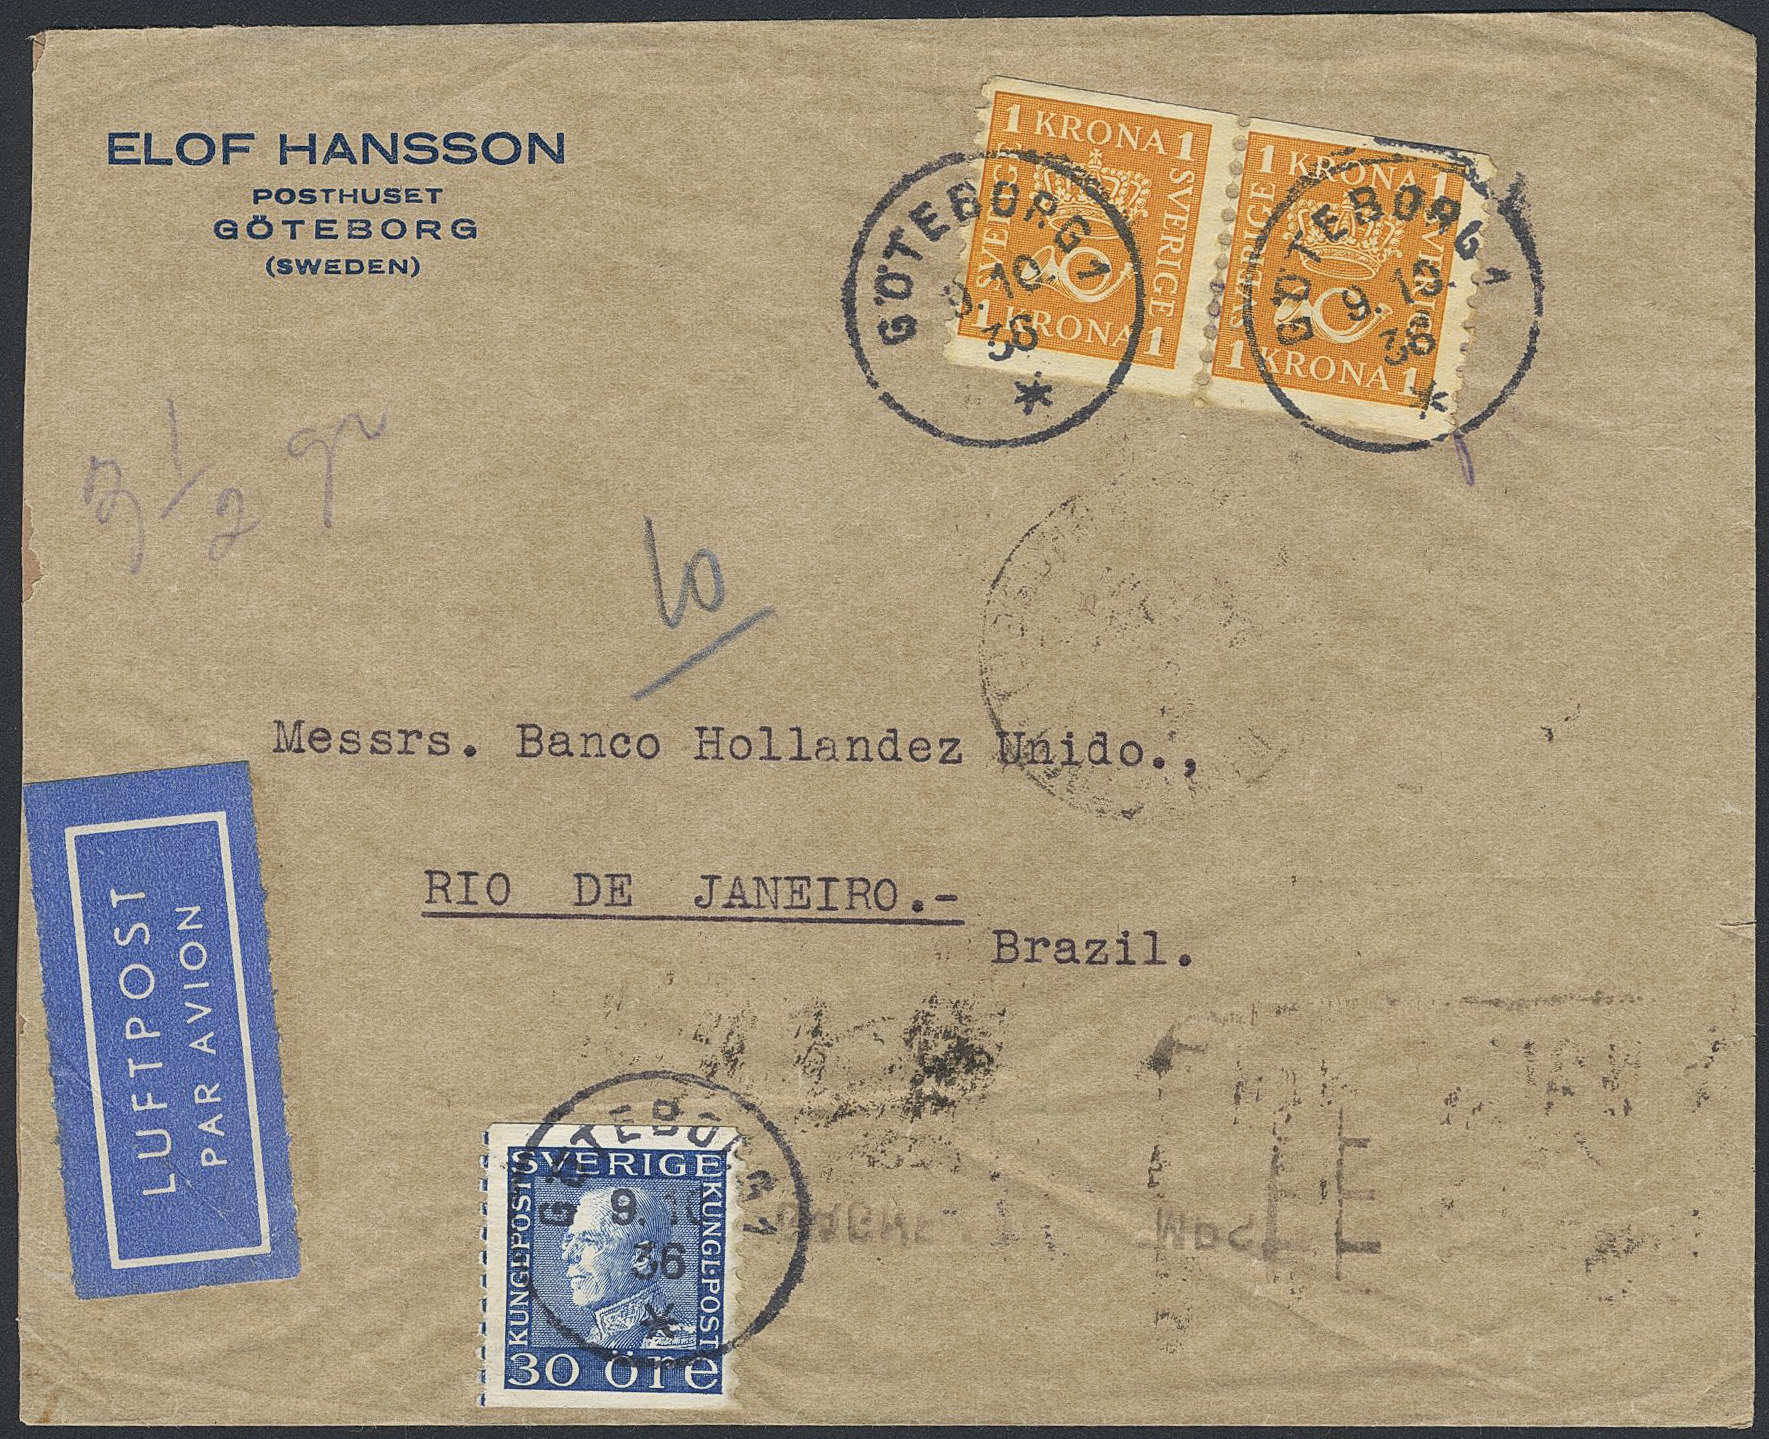 ELOF HANSSON
POSTHUSET
GÖTEBORG
(SWEDEN)
1 KRONA 1
SVERIGE
SVERIGE
1 KRONA 1
1 KRONA 1
SVERIGE
SVERIGE
1 KRONA 1
GÖTEBORG 1
9.10.
36
GÖTEBORG 1
9.10.
36
1/2 gr
10
Messrs. Banco Hollandez Unido.,
RIO DE JANEIRO.-
Brazil.
LUFTPOST
PAR AVION
SVERIGE
KUNGL·POST
KUNGL·POST
30 öre
GÖTEBORG 1
9.10
36